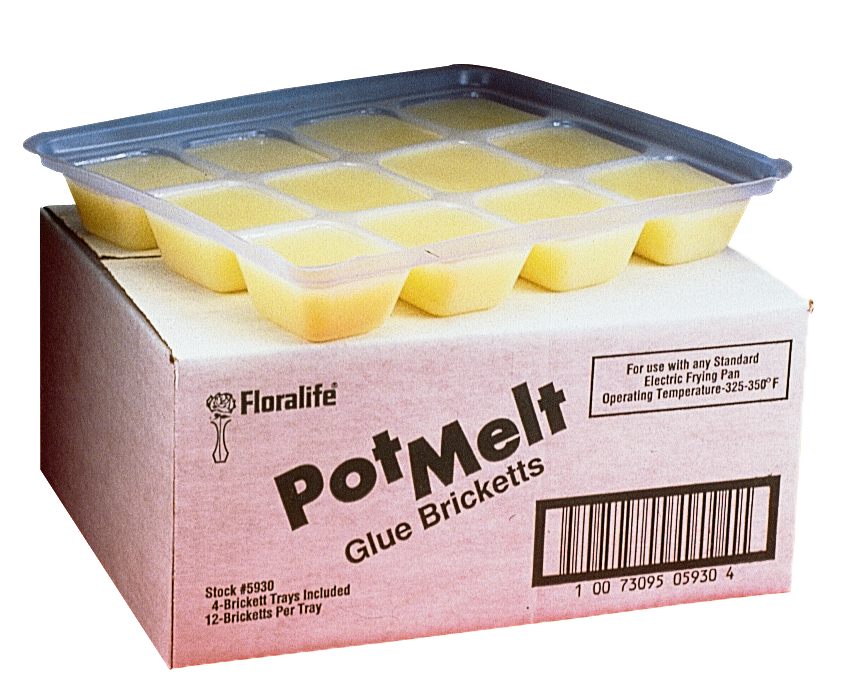 Floralife®
For use with any Standard
Electric Frying Pan
Operating Temperature-325-350°F
PotMelt
Glue Bricketts
Stock #5930
4-Brickett Trays Included
12-Bricketts Per Tray
1 00 73095 05930 4